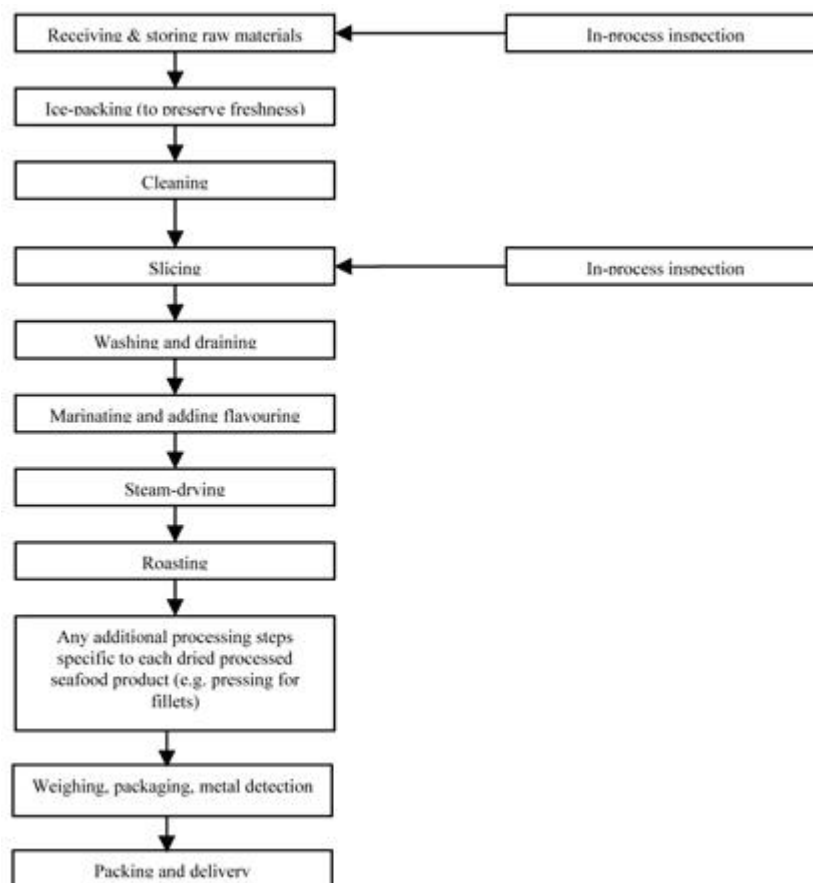 Receiving & storing raw materials
In-process inspection
Ice-packing (to preserve freshness)
Cleaning
Slicing
In-process inspection
Washing and draining
Marinating and adding flavouring
Steam-drying
Roasting
Any additional processing steps
specific to each dried processed
seafood product (e.g. pressing for
fillets)
Weighing, packaging, metal detection
Packing and delivery